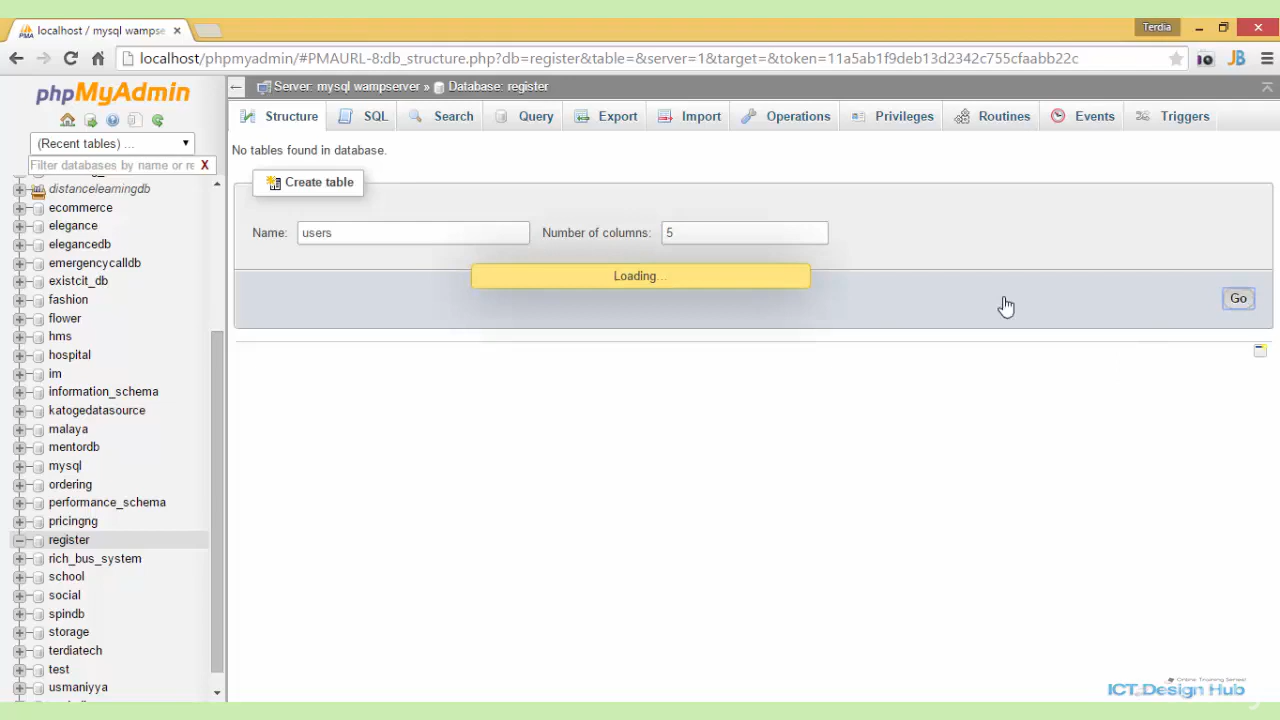 localhost / mysql wampse
Terdia
localhost/phpmyadmin/#PMAURL-8:db_structure.php?db=register&table=&server=1&target=&token=11a5ab1f9deb13d2342c755cfaabb22c
phpMyAdmin
Server: mysql wampserver » Database: register
Structure SQL Search Query Export Import Operations Privileges Routines Events Triggers
(Recent tables) ...
Filter databases by name or re X
No tables found in database.
Create table
Name: users Number of columns: 5
Loading...
Go
distancelearningdb
ecommerce
elegance
elegancedb
emergencycalldb
existcit_db
fashion
flower
hms
hospital
im
information_schema
katogedatasource
malaya
mentordb
mysql
ordering
performance_schema
pricingng
register
rich_bus_system
school
social
spindb
storage
terdiatech
test
usmaniyya
Online Training Series!
ICT Design Hub